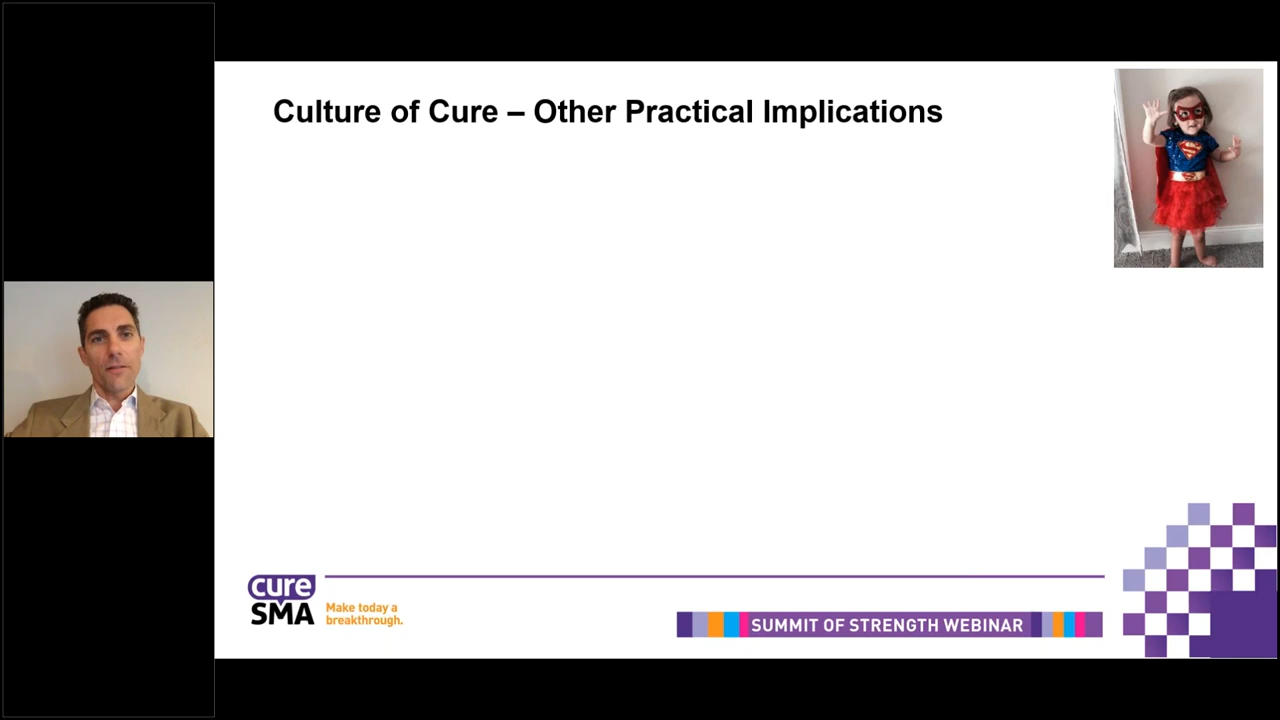 Culture of Cure – Other Practical Implications
cure
SMA
Make today a
breakthrough.
SUMMIT OF STRENGTH WEBINAR